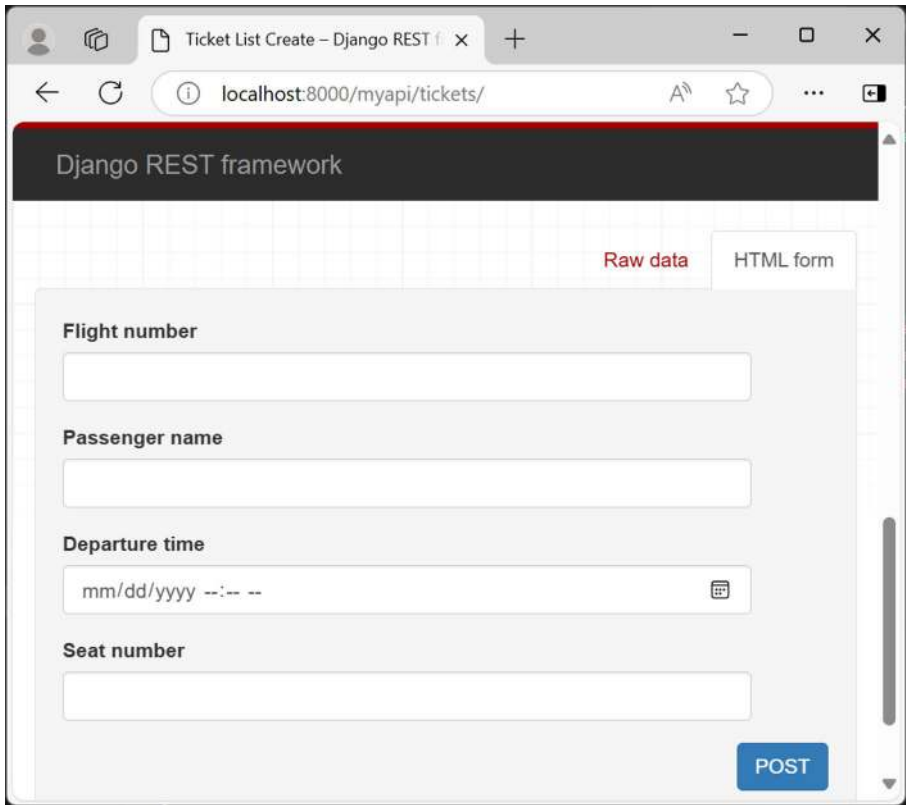 Ticket List Create – Django REST f
localhost:8000/myapi/tickets/
Django REST framework
Raw data
HTML form
Flight number
Passenger name
Departure time
mm/dd/yyyy --:-- --
Seat number
POST